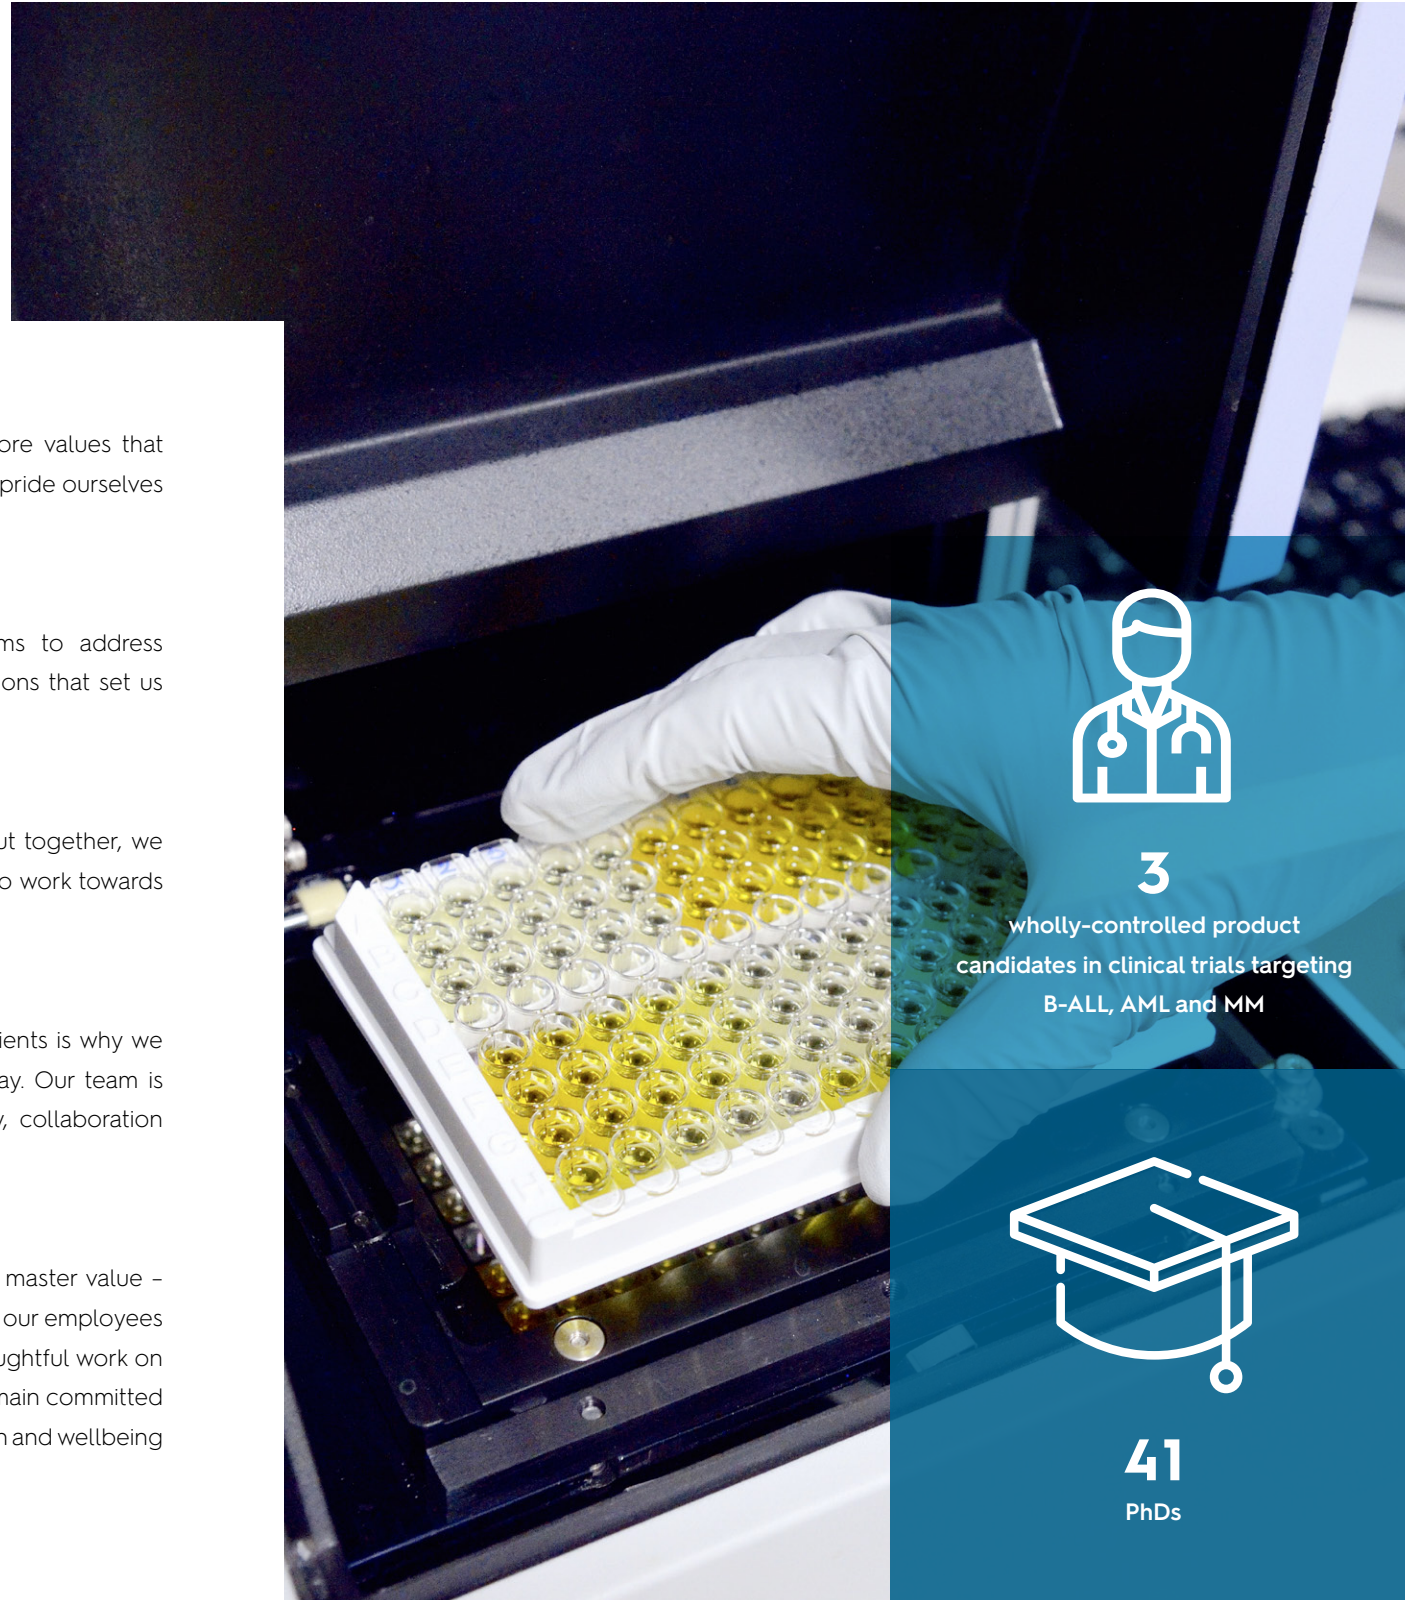 ore values that
pride ourselves
ms to address
ons that set us
ut together, we
o work towards
ients is why we
ay. Our team is
y, collaboration
master value –
our employees
ughtful work on
main committed
n and wellbeing
3
wholly-controlled product
candidates in clinical trials targeting
B-ALL, AML and MM
41
PhDs